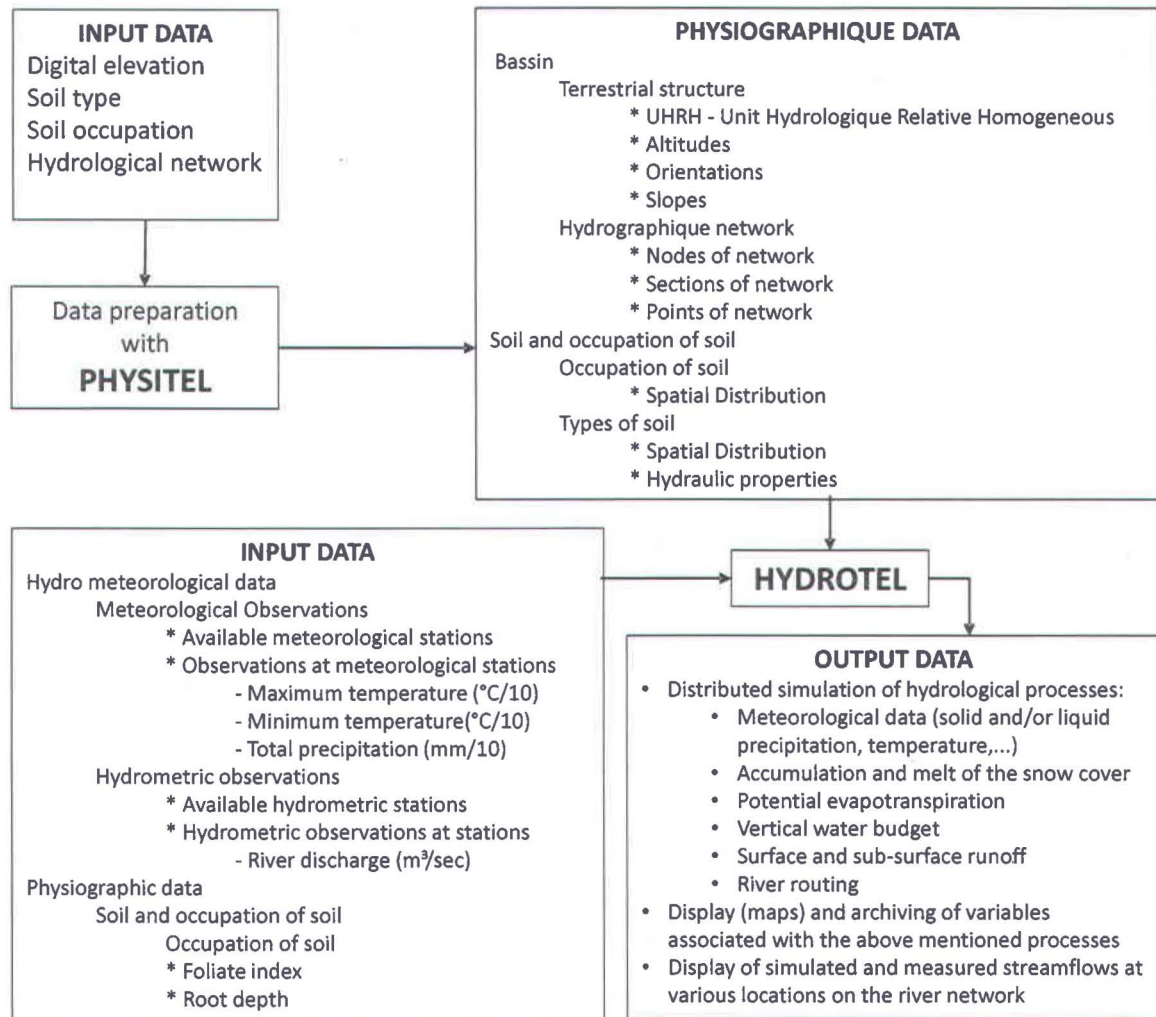 INPUT DATA
Digital elevation
Soil type
Soil occupation
Hydrological network
Data preparation
with
PHYSITEL
PHYSIOGRAPHIQUE DATA
Bassin
Terrestrial structure
* UHRH - Unit Hydrologique Relative Homogeneous
* Altitudes
* Orientations
* Slopes
Hydrographique network
* Nodes of network
* Sections of network
* Points of network
Soil and occupation of soil
Occupation of soil
* Spatial Distribution
Types of soil
* Spatial Distribution
* Hydraulic properties
INPUT DATA
Hydro meteorological data
Meteorological Observations
* Available meteorological stations
* Observations at meteorological stations
- Maximum temperature (°C/10)
- Minimum temperature(°C/10)
- Total precipitation (mm/10)
Hydrometric observations
* Available hydrometric stations
* Hydrometric observations at stations
- River discharge (m³/sec)
Physiographic data
Soil and occupation of soil
Occupation of soil
* Foliate index
* Root depth
HYDROTEL
OUTPUT DATA
• Distributed simulation of hydrological processes:
• Meteorological data (solid and/or liquid
precipitation, temperature,...)
• Accumulation and melt of the snow cover
• Potential evapotranspiration
• Vertical water budget
• Surface and sub-surface runoff
• River routing
• Display (maps) and archiving of variables
associated with the above mentioned processes
• Display of simulated and measured streamflows at
various locations on the river network